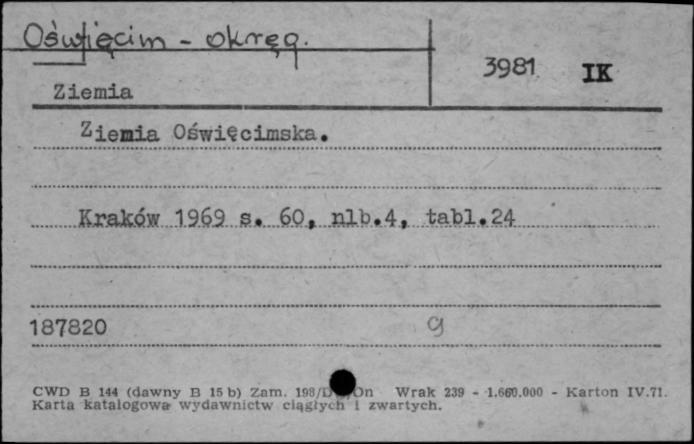 Oświęcim - okręg.
3981 IK
Ziemia
Ziemia Oświęcimska.
Kraków 1969 s. 60, nlb.4, tabl.24
187820 g
CWD B 144 (dawny B 15 b) Zam. 198/D On Wrak 239 - 1.660.000 - Karton IV.71.
Karta katalogowa wydawnictw ciągłych i zwartych.